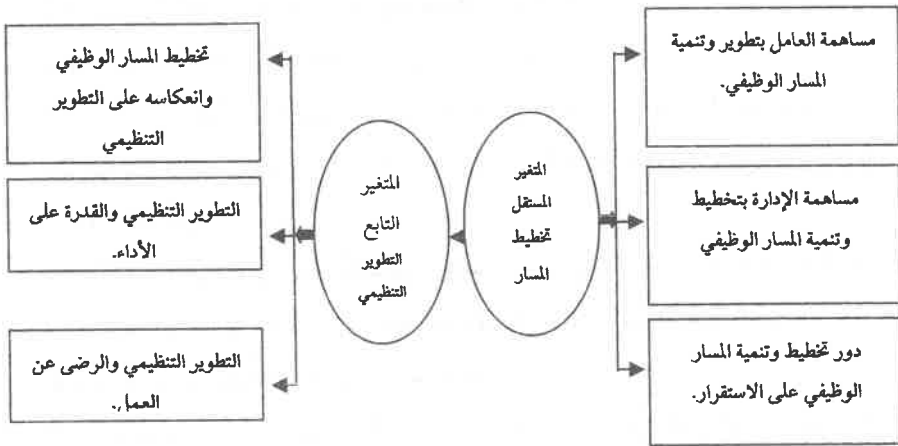 مساهمة العامل بتطوير وتنمية
المسار الوظيفي.
مساهمة الإدارة بتخطيط
وتنمية المسار الوظيفي
دور تخطيط وتنمية المسار
الوظيفي على الاستقرار.
المتغير
المستقل
تخطيط
المسار
المتغير
التابع
التطوير
التنظيمي
تخطيط المسار الوظيفي
وانعكاسه على التطوير
التنظيمي
التطوير التنظيمي والقدرة على
الأداء.
التطوير التنظيمي والرضى عن
العمل.